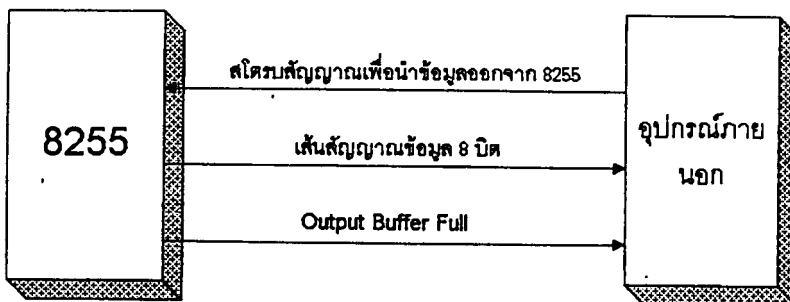 สโตรบสัญญาณเพื่อนำข้อมูลออกจาก 8255
8255
เส้นสัญญาณข้อมูล 8 บิต
อุปกรณ์ภาย
นอก
Output Buffer Full